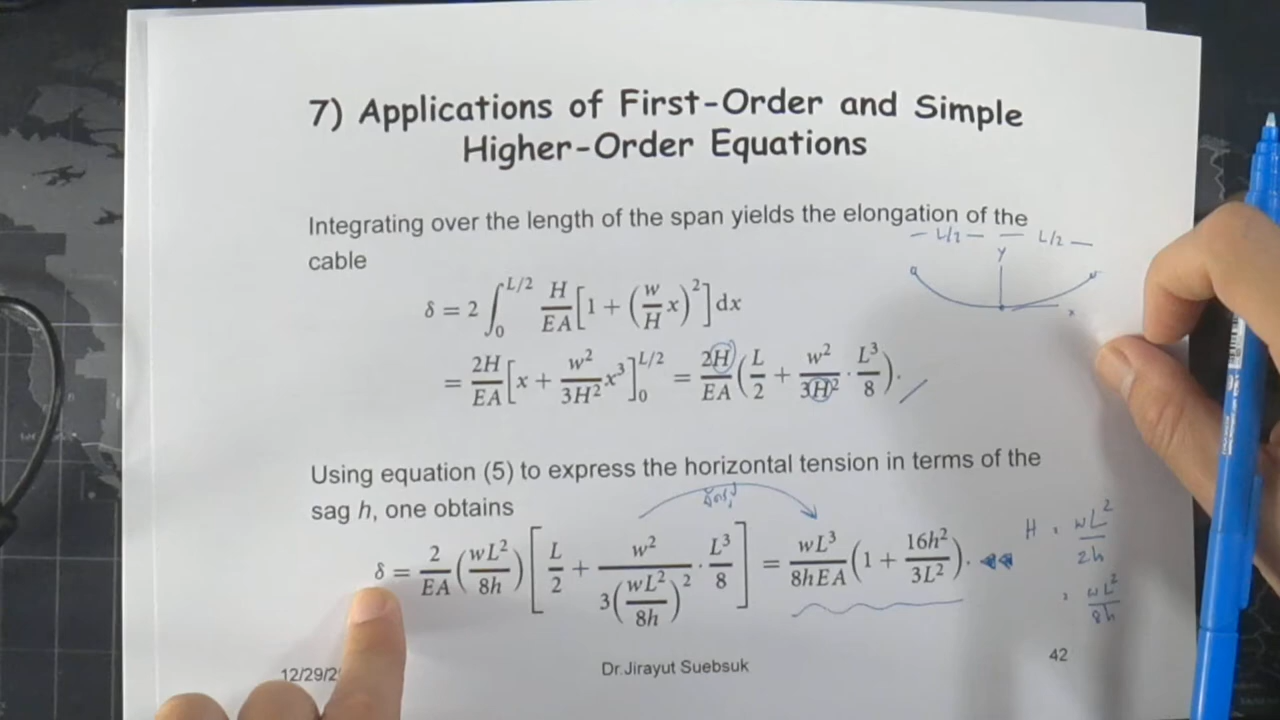 7) Applications of First-Order and Simple
Higher-Order Equations
Integrating over the length of the span yields the elongation of the
cable
L/2 L/2
y
x
δ = 2 ∫₀^{L/2} H/EA [1 + (w/H x)²] dx
= 2H/EA [x + w²/3H² x³]₀^{L/2} = 2H/EA (L/2 + w²/3H² · L³/8).
Using equation (5) to express the horizontal tension in terms of the
sag h, one obtains
δ = 2/EA (wL²/8h) [L/2 + w²/3(wL²/8h)² · L³/8] = wL³/8hEA (1 + 16h²/3L²).
H = wL²/2h
= wL²/8h
12/29/2
Dr.Jirayut Suebsuk
42